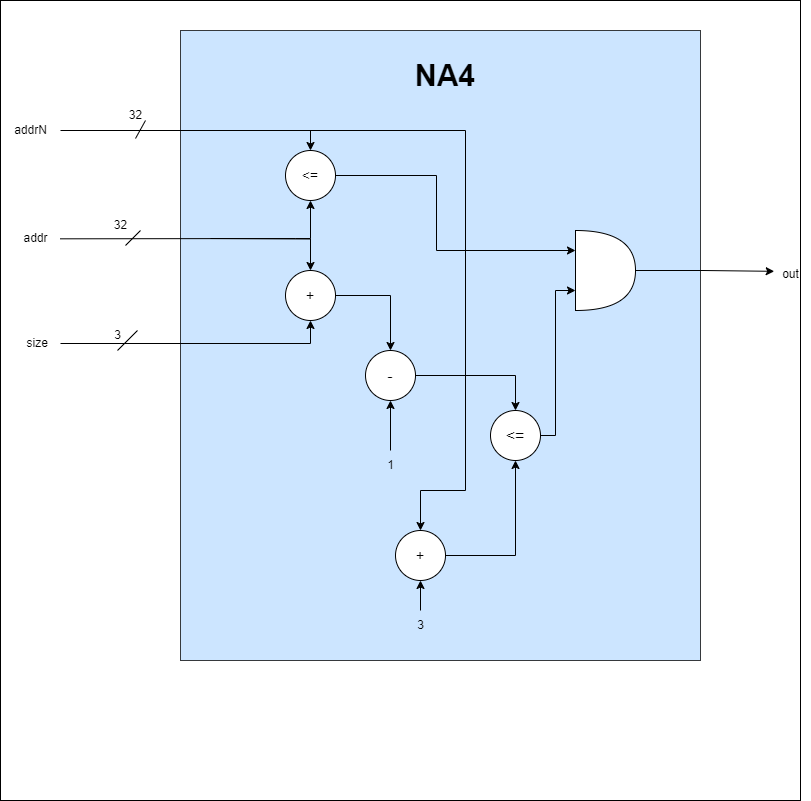 NA4
32
addrN
<=
32
addr
+
3
size
-
1
<=
+
3
out